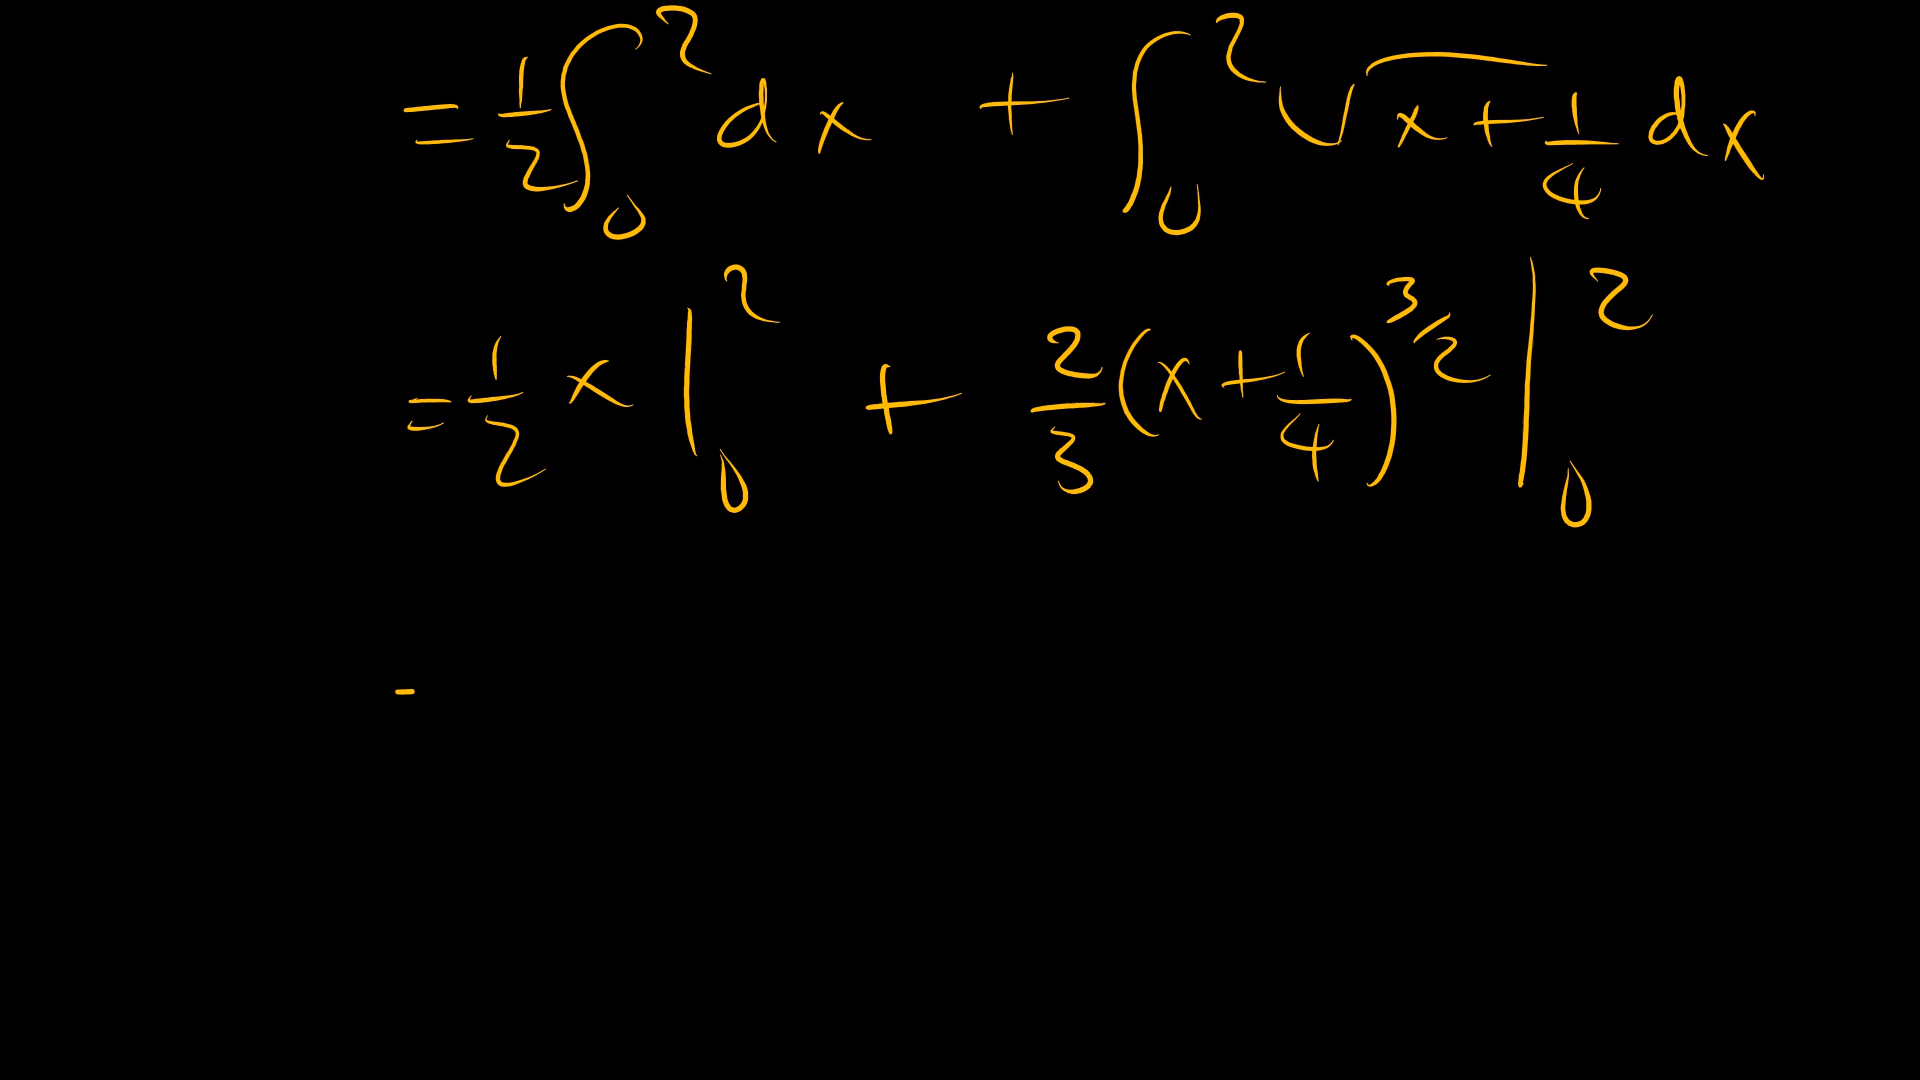 = 1/2 ∫₀² dx + ∫₀² √(x + 1/4) dx
= 1/2 x |₀² + 2/3 (x + 1/4)^(3/2) |₀²
-